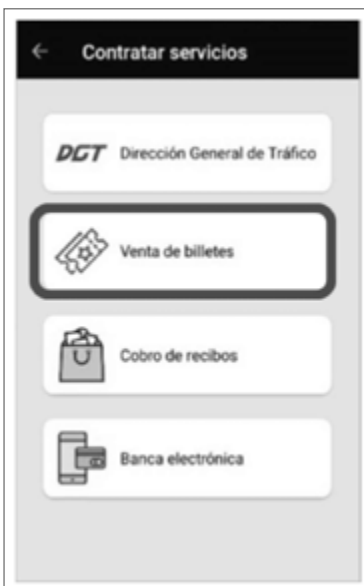 Contratar servicios
DGT Dirección General de Tráfico
Venta de billetes
Cobro de recibos
Banca electrónica